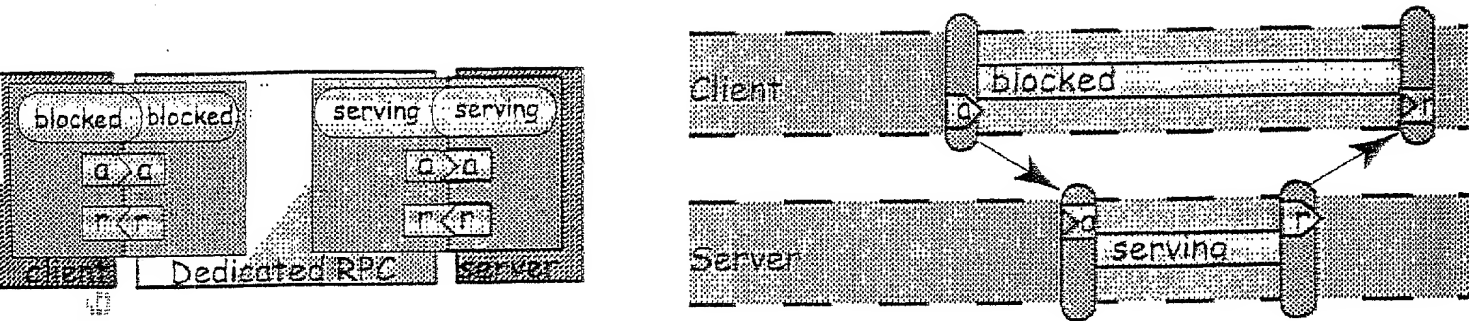 blocked blocked serving serving
a > a a > a
r < r r < r
client Dedicated RPC server
Client blocked
a > >r
>a r >
Server serving